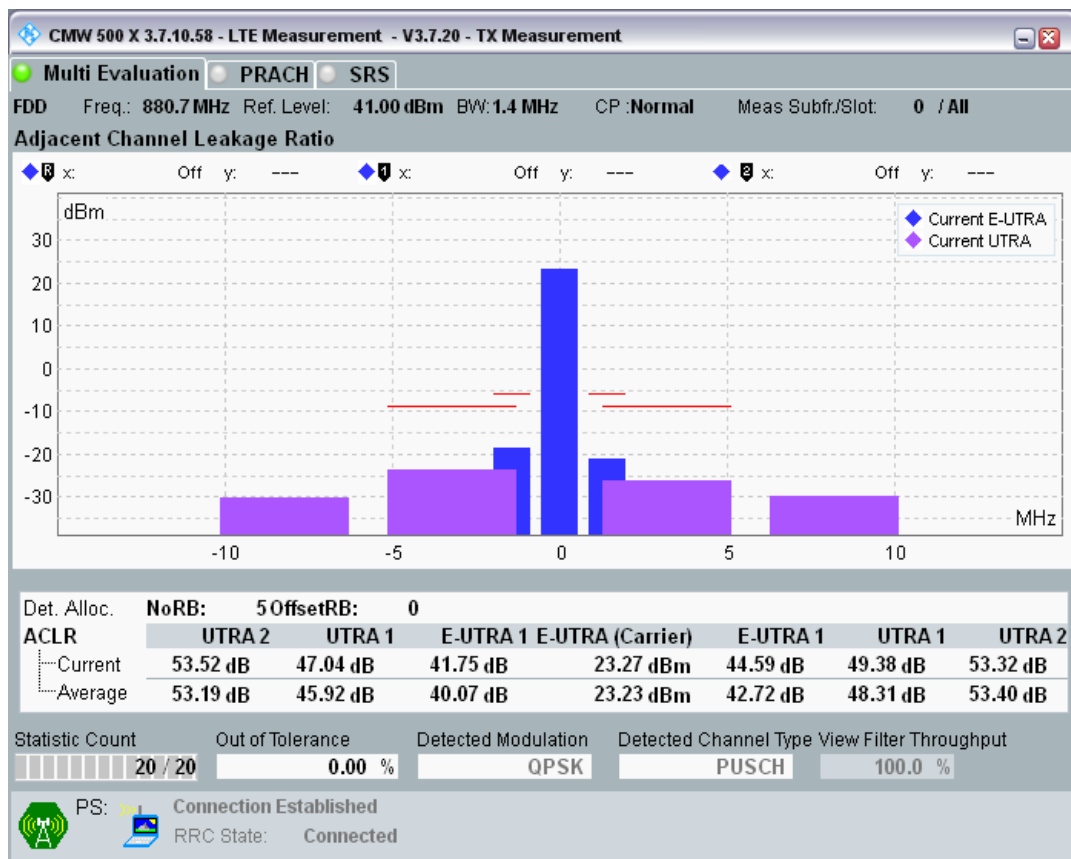 CMW 500 X 3.7.10.58 - LTE Measurement - V3.7.20 - TX Measurement
Multi Evaluation PRACH SRS
FDD Freq.: 880.7 MHz Ref. Level: 41.00 dBm BW: 1.4 MHz CP :Normal Meas Subfr./Slot: 0 / All
Adjacent Channel Leakage Ratio
R x: Off y: --- 1 x: Off y: --- 2 x: Off y: ---
dBm
Current E-UTRA
Current UTRA
30
20
10
0
-10
-20
-30
MHz
-10 -5 0 5 10
Det. Alloc. NoRB: 5 OffsetRB: 0
ACLR UTRA 2 UTRA 1 E-UTRA 1 E-UTRA (Carrier) E-UTRA 1 UTRA 1 UTRA 2
Current 53.52 dB 47.04 dB 41.75 dB 23.27 dBm 44.59 dB 49.38 dB 53.32 dB
Average 53.19 dB 45.92 dB 40.07 dB 23.23 dBm 42.72 dB 48.31 dB 53.40 dB
Statistic Count Out of Tolerance Detected Modulation Detected Channel Type View Filter Throughput
20 / 20 0.00 % QPSK PUSCH 100.0 %
PS: Connection Established
RRC State: Connected